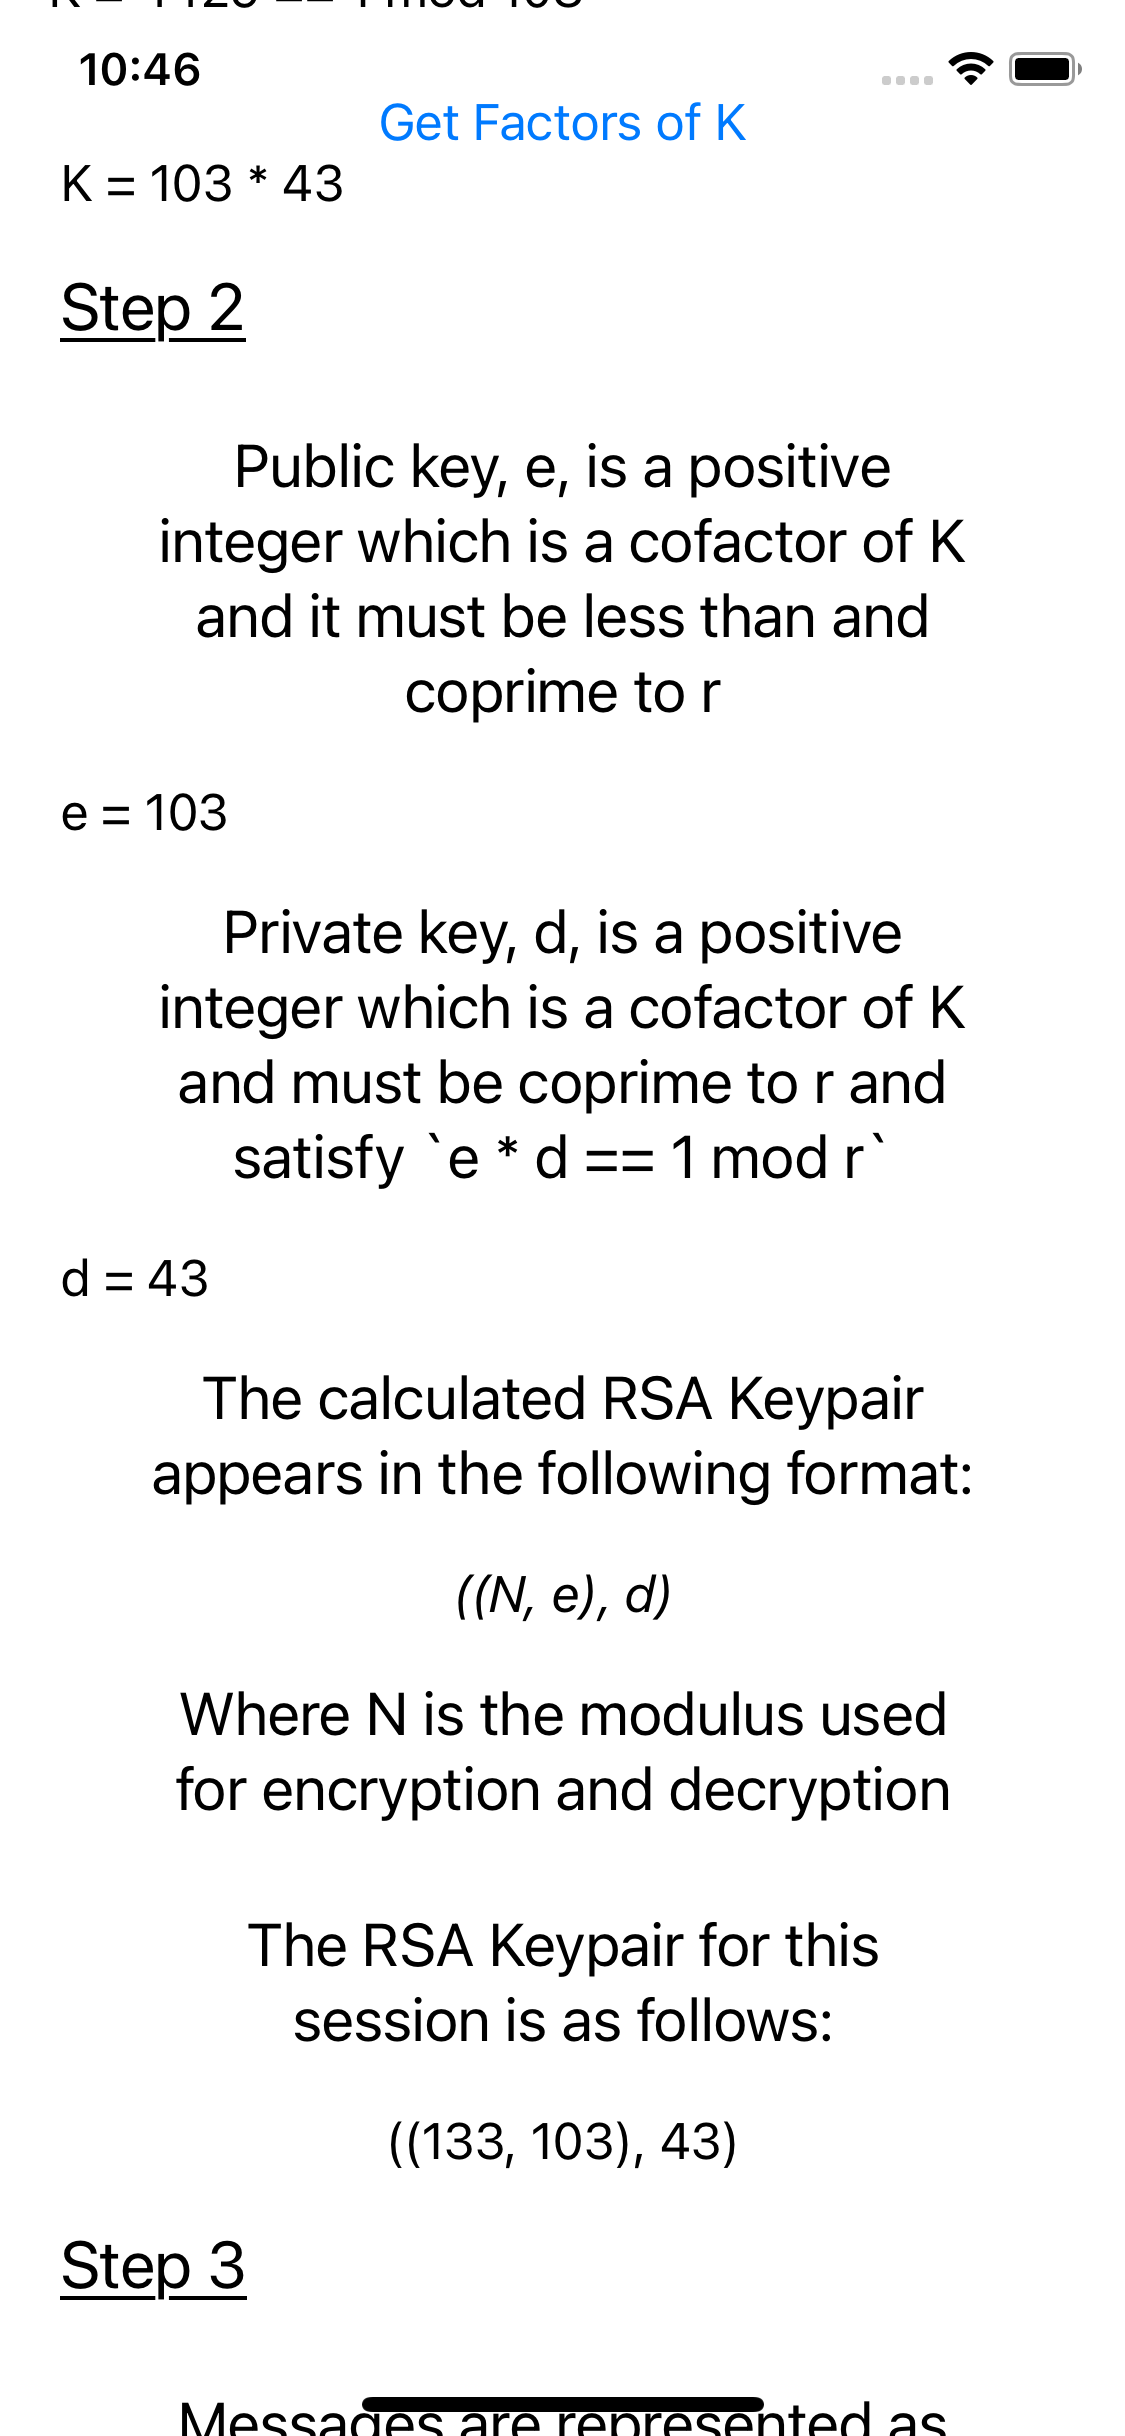 10:46
Get Factors of K
K = 103 * 43
Step 2
Public key, e, is a positive
integer which is a cofactor of K
and it must be less than and
coprime to r
e = 103
Private key, d, is a positive
integer which is a cofactor of K
and must be coprime to r and
satisfy `e * d == 1 mod r`
d = 43
The calculated RSA Keypair
appears in the following format:
((N, e), d)
Where N is the modulus used
for encryption and decryption
The RSA Keypair for this
session is as follows:
((133, 103), 43)
Step 3
Messages are represented as